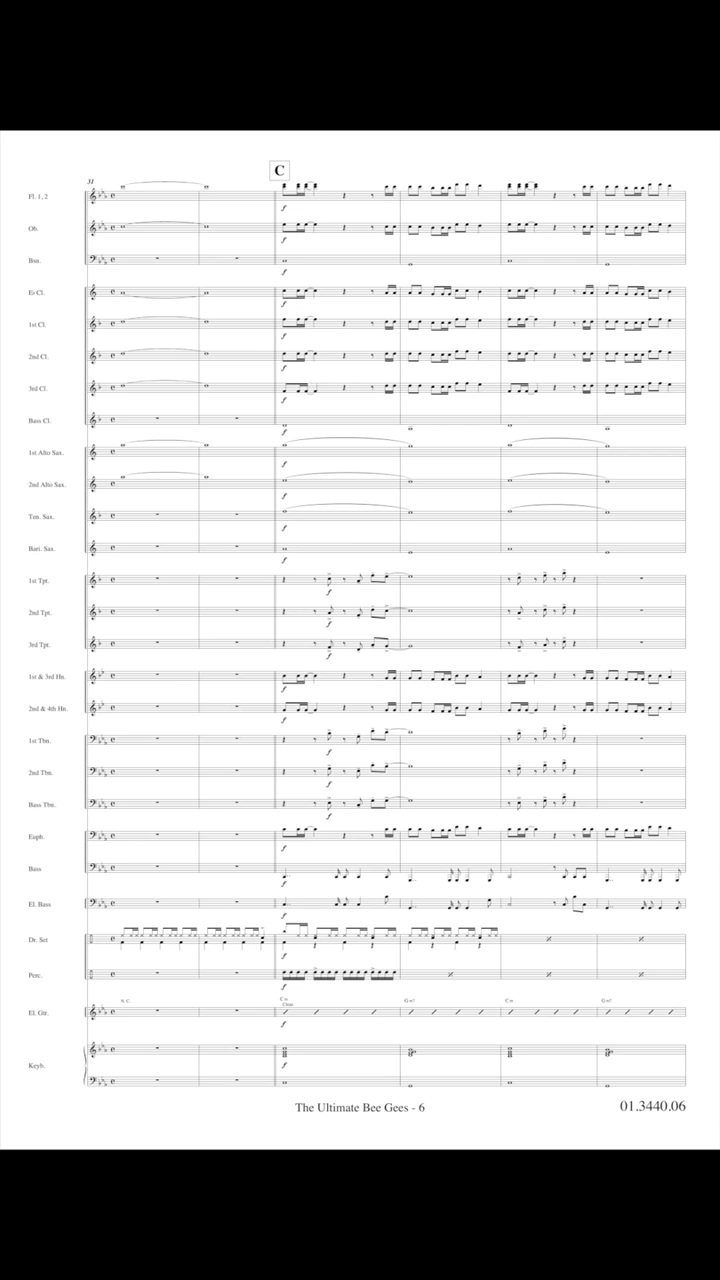 C
31
Fl. 1, 2
f
Ob.
f
Bsn.
f
E♭ Cl.
f
1st Cl.
f
2nd Cl.
f
3rd Cl.
f
Bass Cl.
f
1st Alto Sax.
f
2nd Alto Sax.
f
Ten. Sax.
f
Bari. Sax.
f
1st Tpt.
f
2nd Tpt.
f
3rd Tpt.
f
1st & 3rd Hn.
f
2nd & 4th Hn.
f
1st Tbn.
f
2nd Tbn.
f
Bass Tbn.
f
Euph.
f
Bass
f
El. Bass
f
Dr. Set
f
Perc.
f
N. C. Cm Gm7 Cm Gm7
Clean
El. Gtr.
f
Keyb.
The Ultimate Bee Gees - 6 01.3440.06